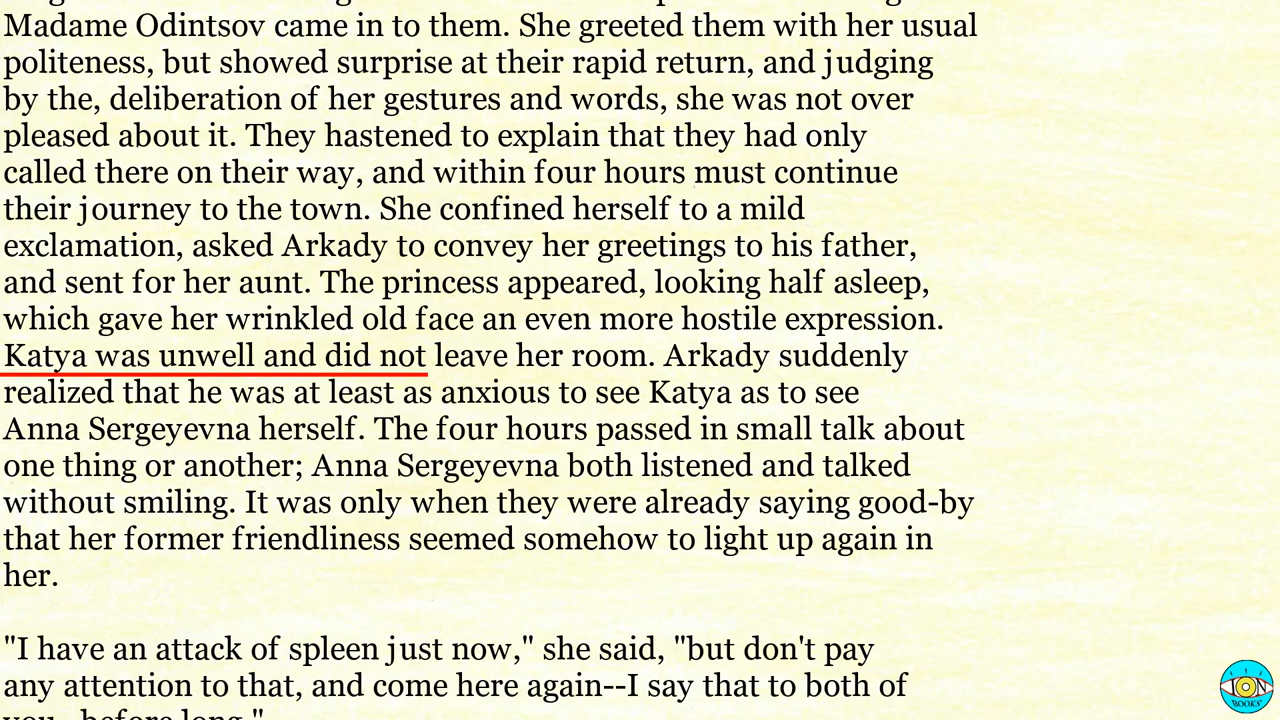 Madame Odintsov came in to them. She greeted them with her usual
politeness, but showed surprise at their rapid return, and judging
by the, deliberation of her gestures and words, she was not over
pleased about it. They hastened to explain that they had only
called there on their way, and within four hours must continue
their journey to the town. She confined herself to a mild
exclamation, asked Arkady to convey her greetings to his father,
and sent for her aunt. The princess appeared, looking half asleep,
which gave her wrinkled old face an even more hostile expression.
Katya was unwell and did not leave her room. Arkady suddenly
realized that he was at least as anxious to see Katya as to see
Anna Sergeyevna herself. The four hours passed in small talk about
one thing or another; Anna Sergeyevna both listened and talked
without smiling. It was only when they were already saying good-by
that her former friendliness seemed somehow to light up again in
her.
"I have an attack of spleen just now," she said, "but don't pay
any attention to that, and come here again--I say that to both of
you--before long."
ION
BOOKS